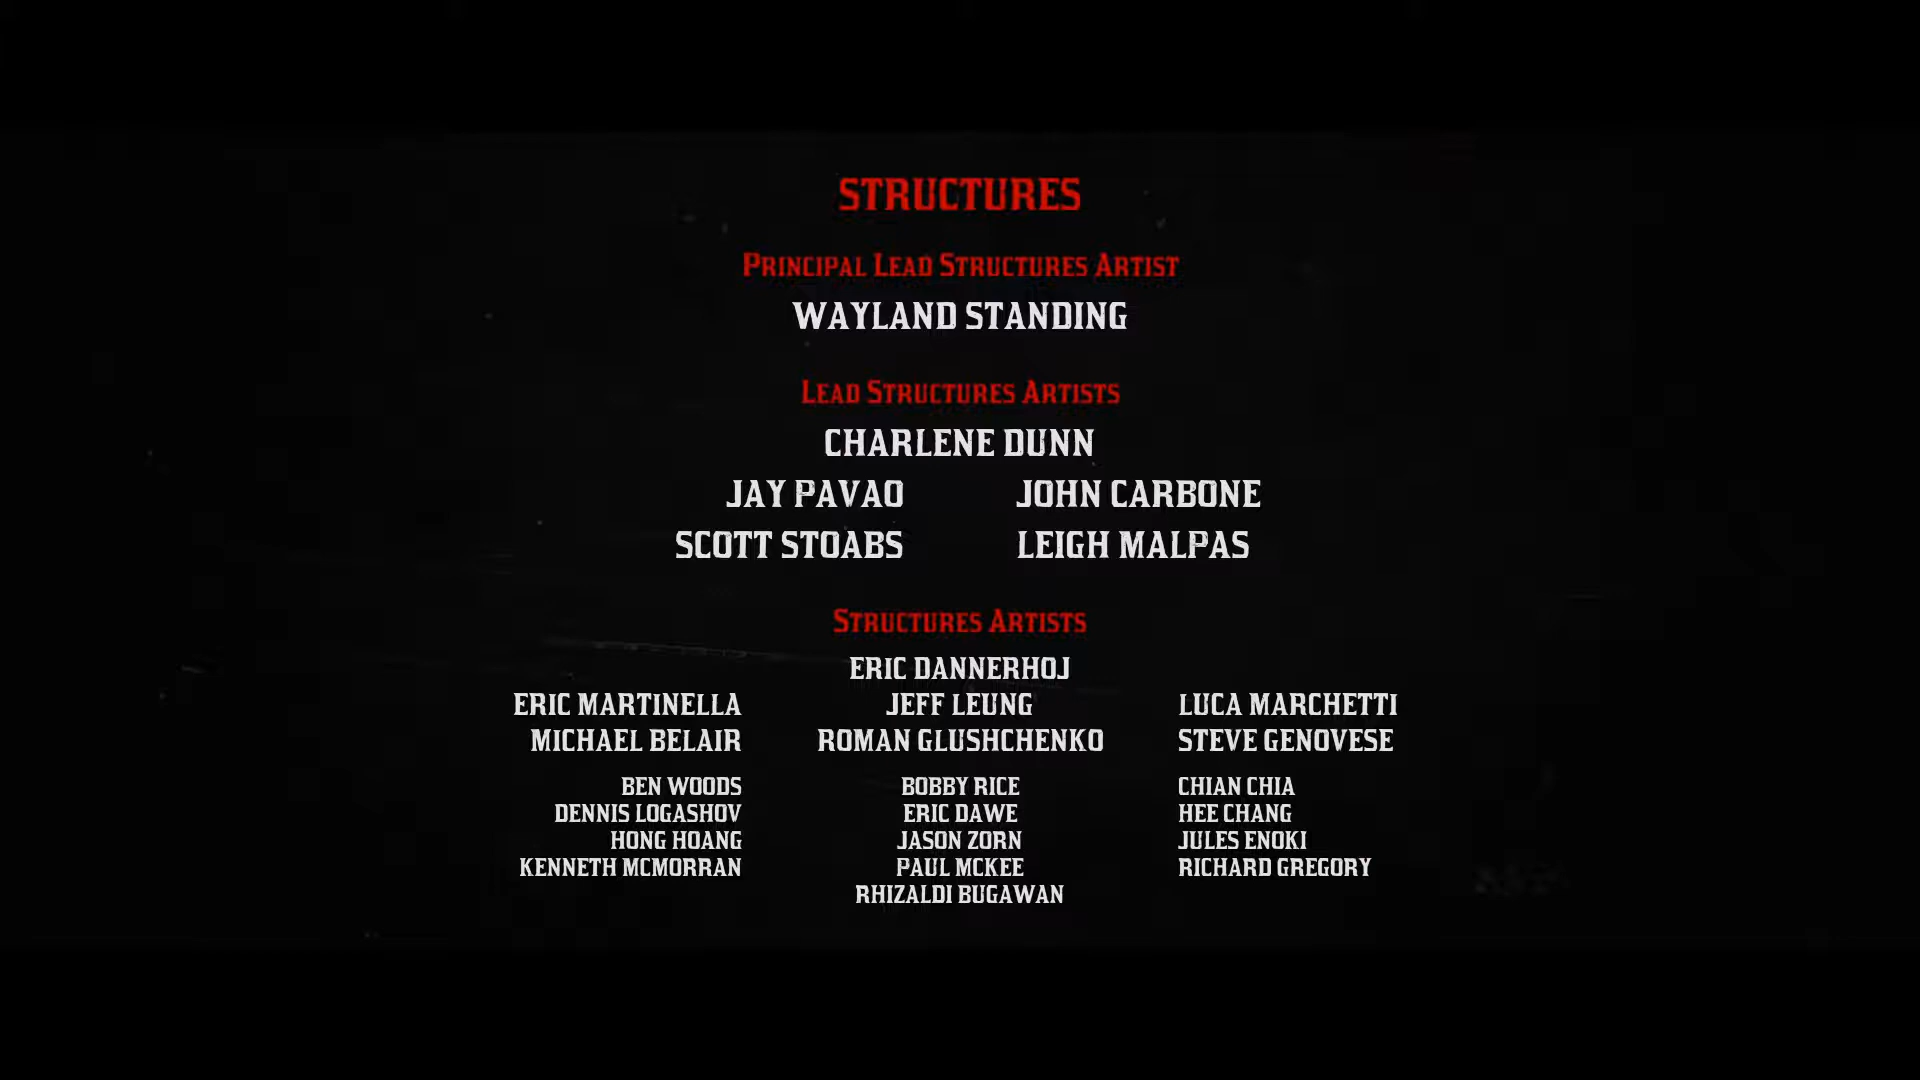 STRUCTURES
PRINCIPAL LEAD STRUCTURES ARTIST
WAYLAND STANDING
LEAD STRUCTURES ARTISTS
CHARLENE DUNN
JAY PAVAO JOHN CARBONE
SCOTT STOABS LEIGH MALPAS
STRUCTURES ARTISTS
ERIC DANNERHOJ
ERIC MARTINELLA JEFF LEUNG LUCA MARCHETTI
MICHAEL BELAIR ROMAN GLUSHCHENKO STEVE GENOVESE
BEN WOODS BOBBY RICE CHIAN CHIA
DENNIS LOGASHOV ERIC DAWE HEE CHANG
HONG HOANG JASON ZORN JULES ENOKI
KENNETH MCMORRAN PAUL MCKEE RICHARD GREGORY
RHIZALDI BUGAWAN